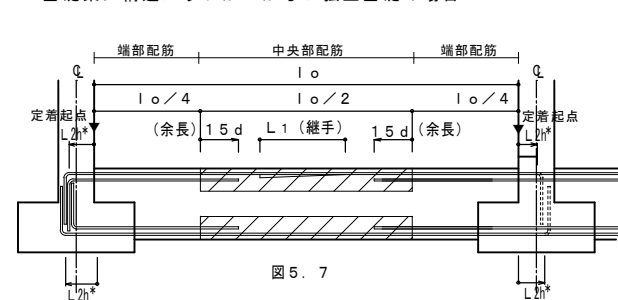 端部配筋 中央部配筋 端部配筋
℄ lo ℄
lo/4 lo/2 lo/4
定着起点 定着起点
L2h* (余長) 15d L1 (継手) 15d (余長) L2h*
図5．7
L2h* L2h*